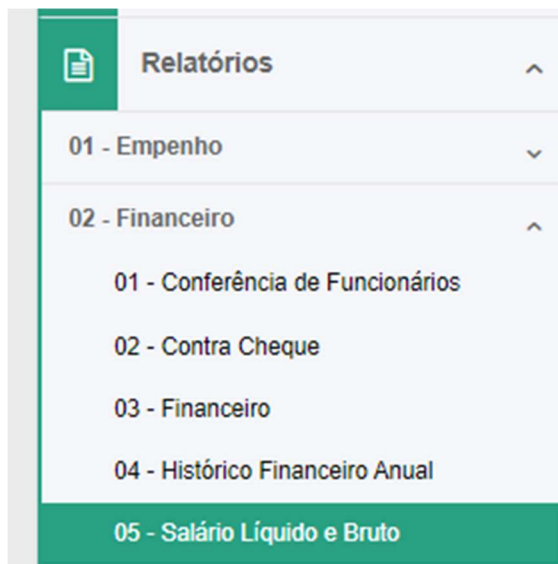 Relatórios
01 - Empenho
02 - Financeiro
01 - Conferência de Funcionários
02 - Contra Cheque
03 - Financeiro
04 - Histórico Financeiro Anual
05 - Salário Líquido e Bruto